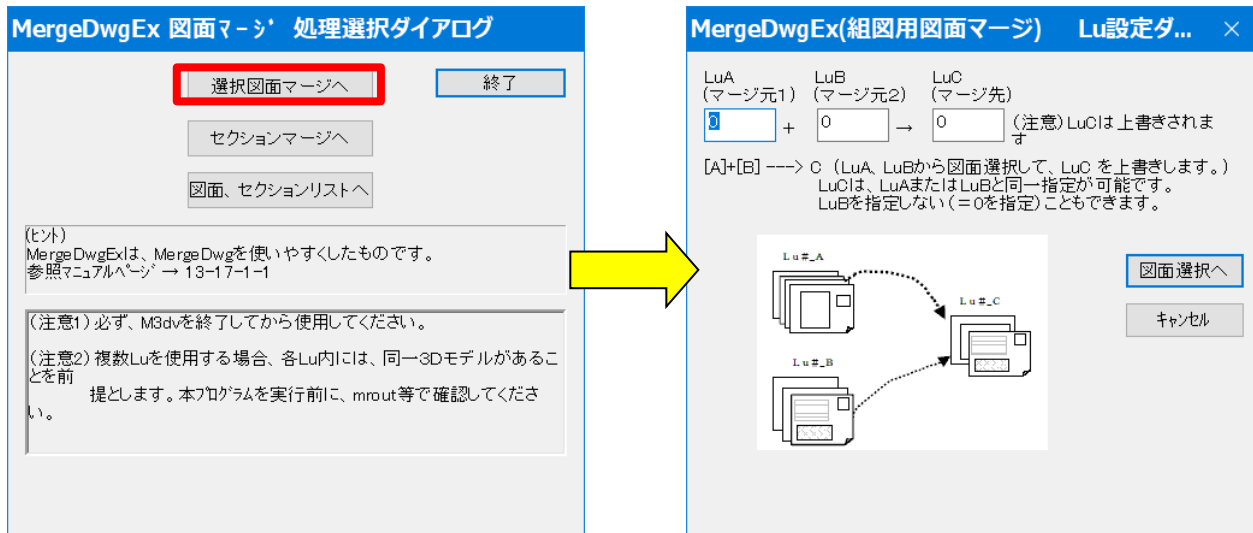 MergeDwgEx 図面マージ 処理選択ダイアログ
選択図面マージへ
終了
セクションマージへ
図面、セクションリストへ
(ヒント)
MergeDwgExは、MergeDwgを使いやすくしたものです。
参照マニュアルページ → 13-17-1-1
(注意1) 必ず、M3dvを終了してから使用してください。
(注意2) 複数Luを使用する場合、各Lu内には、同一3Dモデルがあるこ
とを前
提とします。本プログラムを実行前に、mrout等で確認してくださ
い。
MergeDwgEx(組図用図面マージ) Lu設定ダ... ×
LuA LuB LuC
(マージ元1) (マージ元2) (マージ先)
0 + 0 → 0 (注意)LuCは上書きされま
す
[A]+[B] ---> C (LuA、LuBから図面選択して、LuC を上書きします。)
LuCは、LuAまたはLuBと同一指定が可能です。
LuBを指定しない(=0を指定)こともできます。
Lu#_A
Lu#_C
Lu#_B
図面選択へ
キャンセル